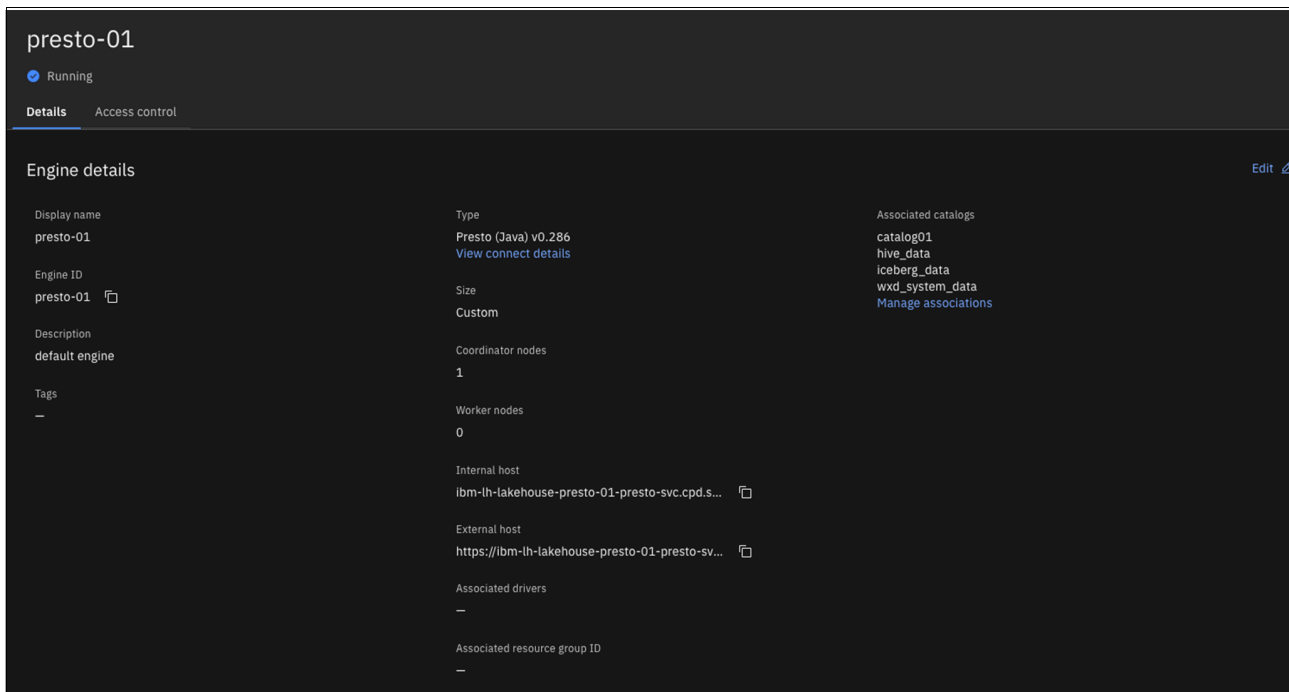 presto-01
Running
Details
Access control
Engine details
Edit
Display name
presto-01
Engine ID
presto-01
Description
default engine
Tags
—
Type
Presto (Java) v0.286
View connect details
Size
Custom
Coordinator nodes
1
Worker nodes
0
Internal host
ibm-lh-lakehouse-presto-01-presto-svc.cpd.s...
External host
https://ibm-lh-lakehouse-presto-01-presto-sv...
Associated drivers
—
Associated resource group ID
—
Associated catalogs
catalog01
hive_data
iceberg_data
wxd_system_data
Manage associations